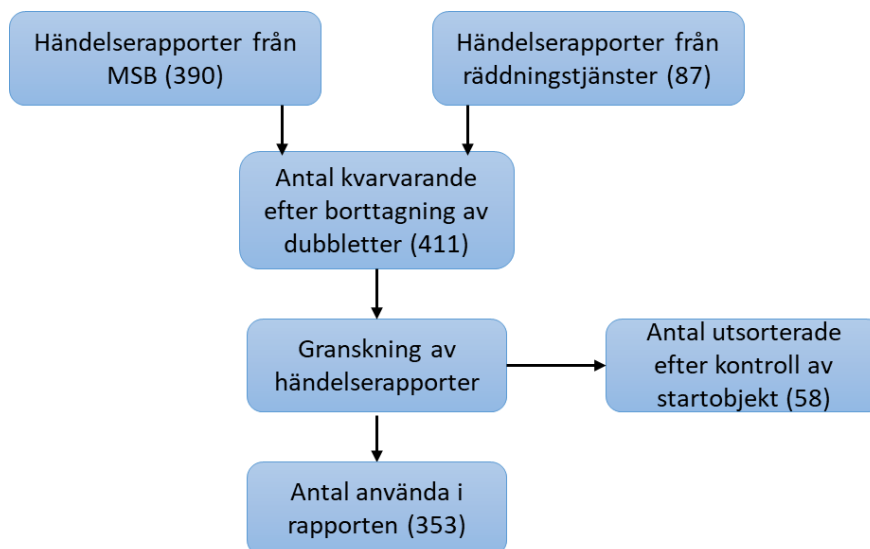 Händelserapporter från
MSB (390)
Händelserapporter från
räddningstjänster (87)
Antal kvarvarande
efter borttagning av
dubbletter (411)
Granskning av
händelserapporter
Antal utsorterade
efter kontroll av
startobjekt (58)
Antal använda i
rapporten (353)